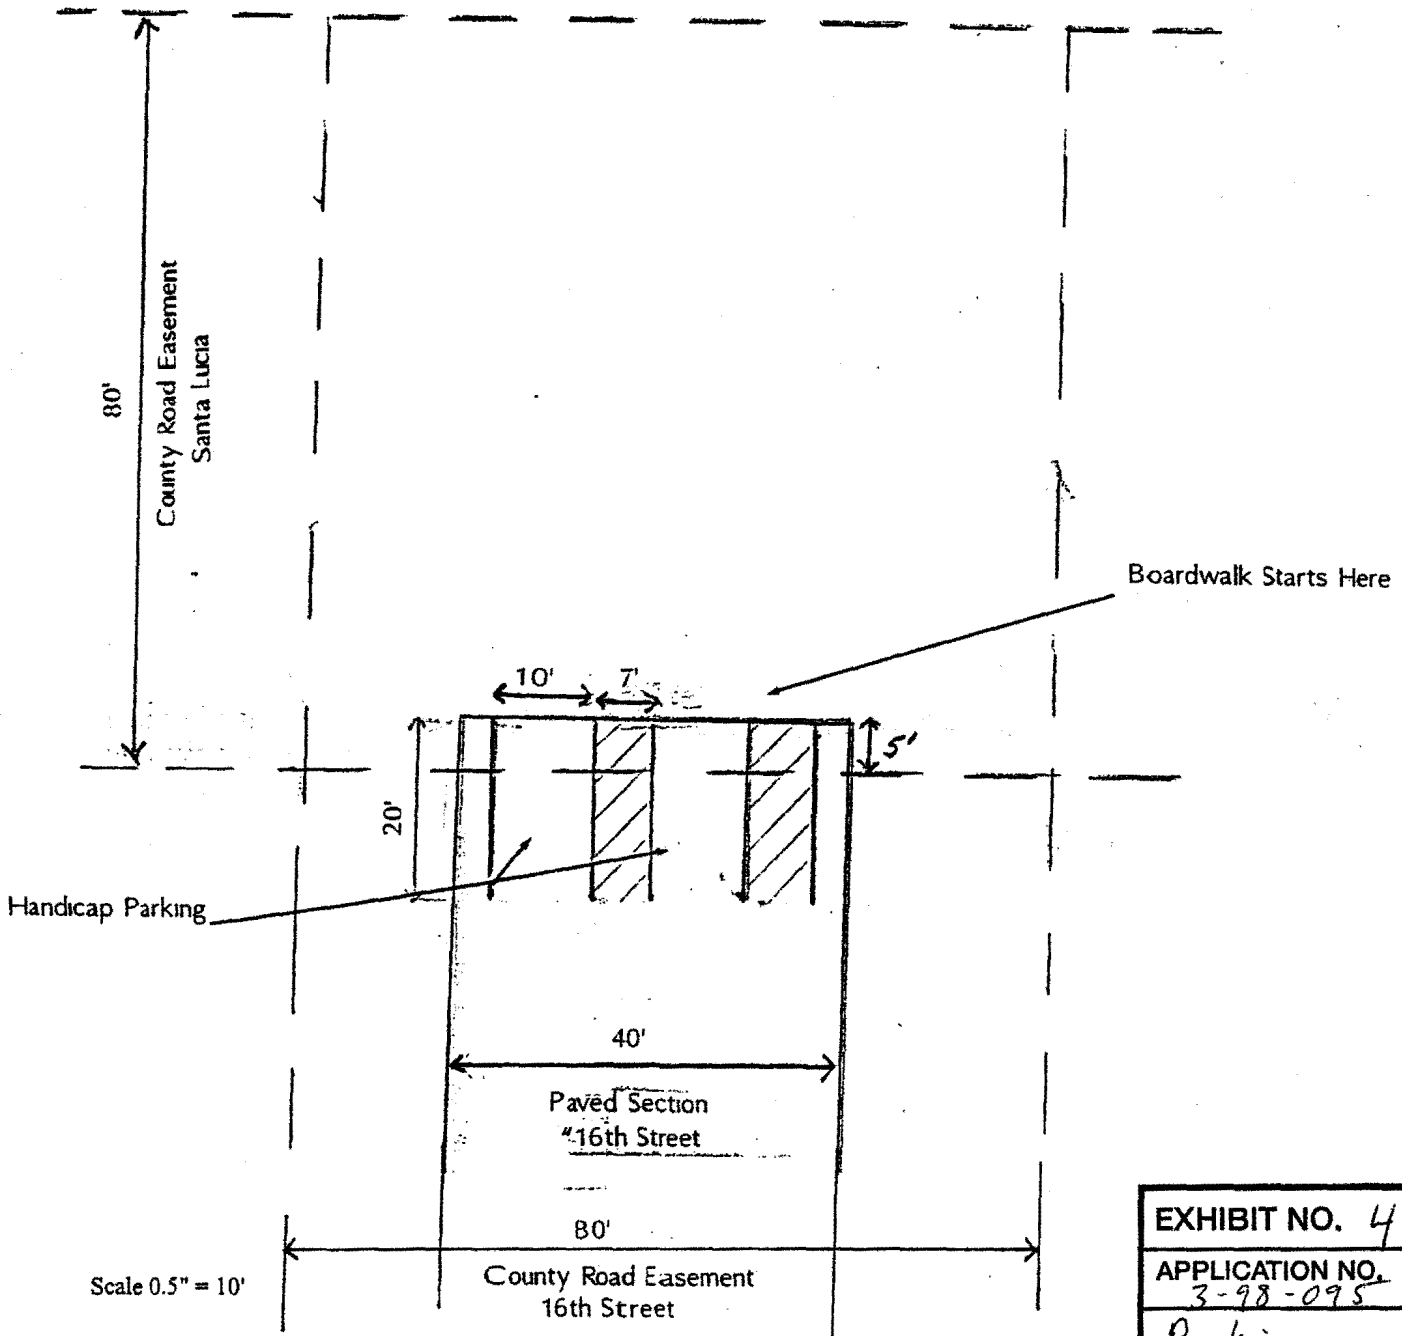 80'
County Road Easement
Santa Lucia
Boardwalk Starts Here
10'
7'
5'
20'
Handicap Parking
40'
Paved Section
"16th Street
80'
County Road Easement
16th Street
Scale 0.5" = 10'
EXHIBIT NO. 4
APPLICATION NO.
3-98-095